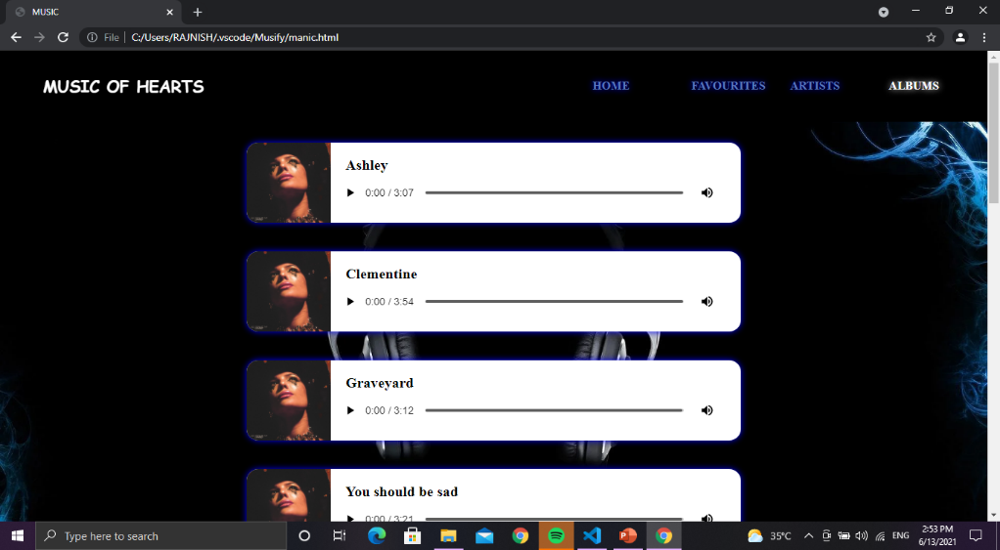 MUSIC
File C:/Users/RAJNISH/.vscode/Musify/manic.html
MUSIC OF HEARTS
HOME FAVOURITES ARTISTS ALBUMS
Ashley
0:00 / 3:07
Clementine
0:00 / 3:54
Graveyard
0:00 / 3:12
You should be sad
0:00 / 3:21
Type here to search
35°C
ENG
2:53 PM
6/13/2021